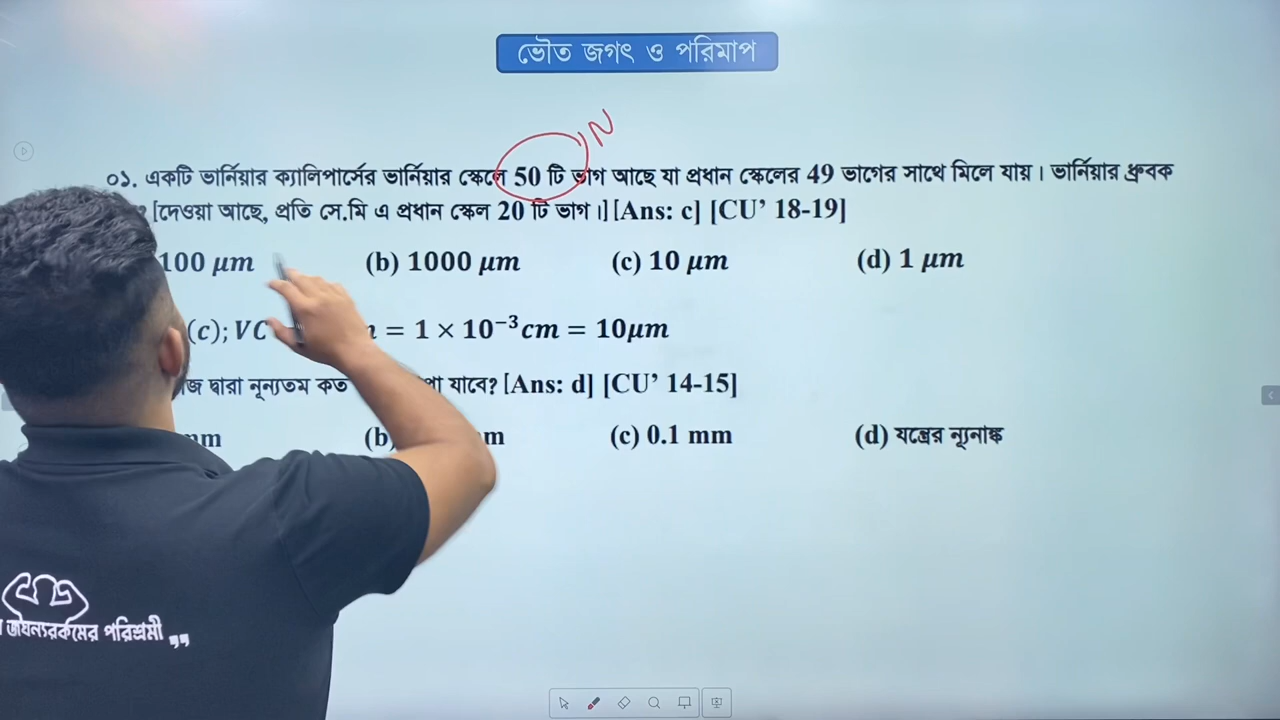 ভৌত জগৎ ও পরিমাপ
N
০১. একটি ভার্নিয়ার ক্যালিপার্সের ভার্নিয়ার স্কেলে 50 টি ভাগ আছে যা প্রধান স্কেলের 49 ভাগের সাথে মিলে যায়। ভার্নিয়ার ধ্রুবক
[দেওয়া আছে, প্রতি সে.মি এ প্রধান স্কেল 20 টি ভাগ।] [Ans: c] [CU' 18-19]
100 μm (b) 1000 μm (c) 10 μm (d) 1 μm
(c); VC = 1 × 10⁻³cm = 10μm
দ্বারা নূন্যতম কত যাবে? [Ans: d] [CU' 14-15]
(c) 0.1 mm (d) যন্ত্রের ন্যূনাঙ্ক
জঘন্যরকমের পরিশ্রমী ,,